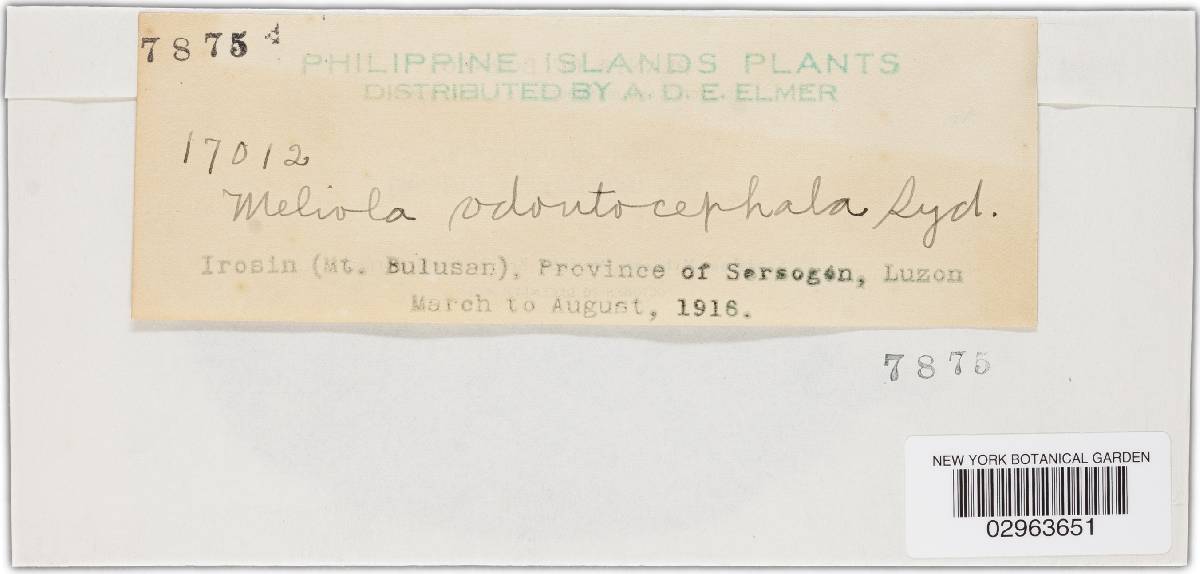 7875
PHILIPPINE ISLANDS PLANTS
DISTRIBUTED BY A. D. E. ELMER
17012
Meliola odontocephala Syd.
Irosin (Mt. Bulusan), Province of Sorsogon, Luzon
March to August, 1916.
7875
NEW YORK BOTANICAL GARDEN
02963651